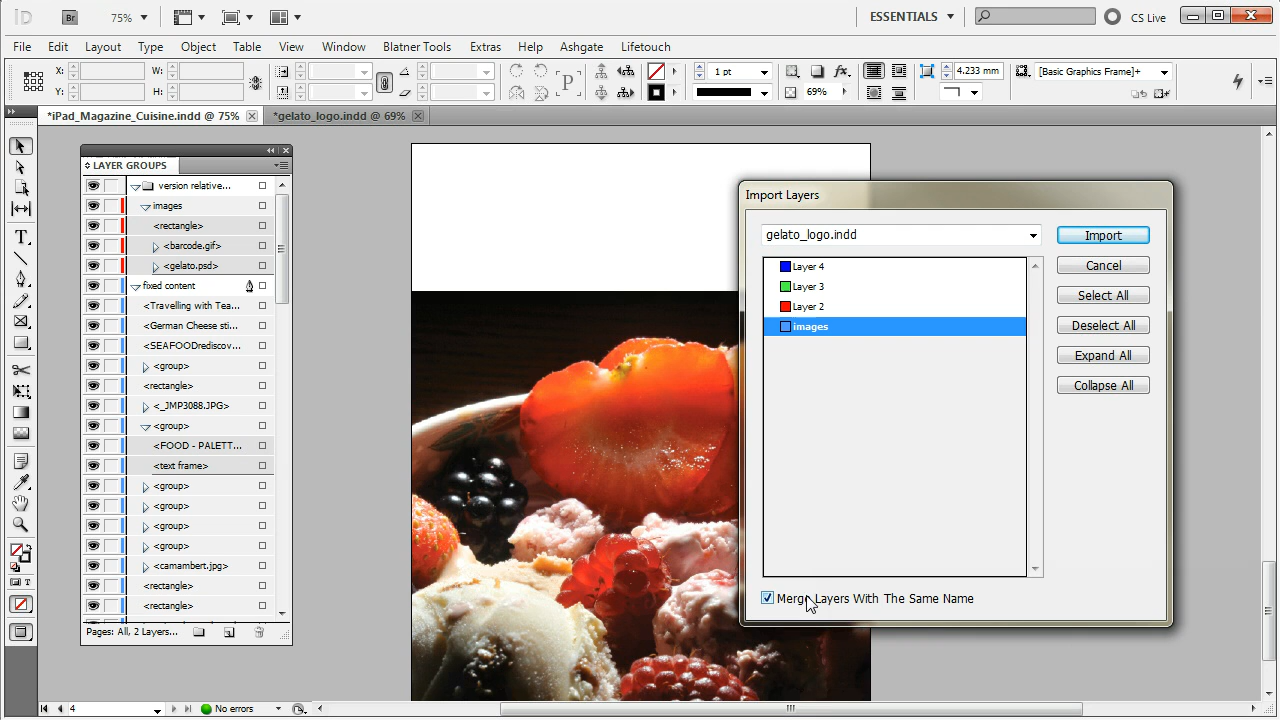 iD Br 75% ESSENTIALS CS Live
File Edit Layout Type Object Table View Window Blatner Tools Extras Help Ashgate Lifetouch
X: W: 1 pt fx. 4.233 mm [Basic Graphics Frame]+
Y: H: P 69%
*iPad_Magazine_Cuisine.indd @ 75% *gelato_logo.indd @ 69%
LAYER GROUPS
version relative...
images
<rectangle>
<barcode.gif>
<gelato.psd>
fixed content
<Travelling with Tea...
<German Cheese sti...
<SEAFOODrediscov...
<group>
<rectangle>
<_JMP3088.JPG>
<group>
<FOOD - PALETT...
<text frame>
<group>
<group>
<group>
<group>
<camambert.jpg>
<rectangle>
<rectangle>
Pages: All, 2 Layers...
T
T
Import Layers
gelato_logo.indd
Layer 4
Layer 3
Layer 2
images
Import
Cancel
Select All
Deselect All
Expand All
Collapse All
Merge Layers With The Same Name
4 No errors